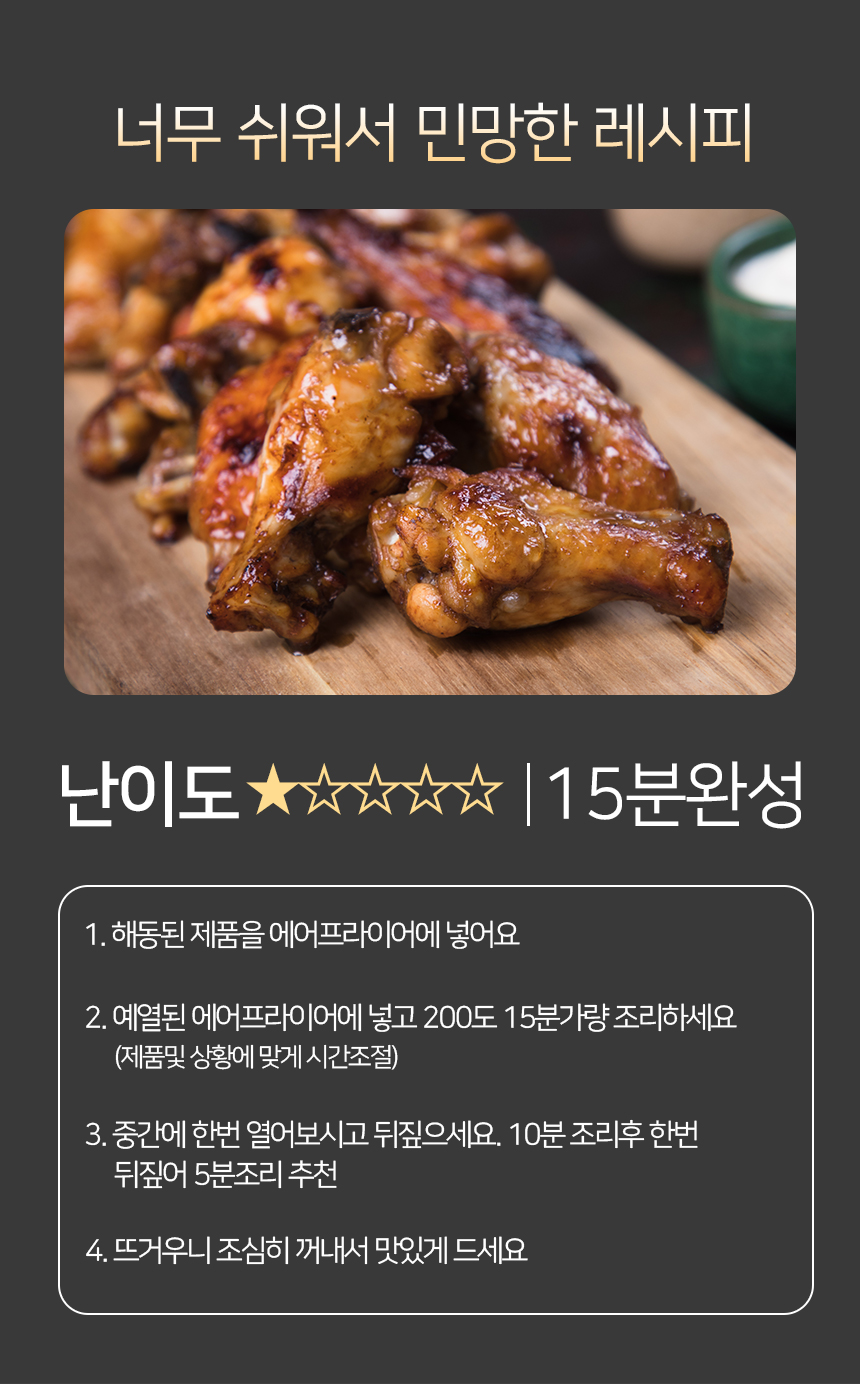 너무 쉬워서 민망한 레시피
난이도★☆☆☆☆ | 15분완성
1. 해동된 제품을 에어프라이어에 넣어요
2. 예열된 에어프라이어에 넣고 200도 15분가량 조리하세요
(제품및 상황에 맞게 시간조절)
3. 중간에 한번 열어보시고 뒤짚으세요. 10분 조리후 한번
뒤짚어 5분조리 추천
4. 뜨거우니 조심히 꺼내서 맛있게 드세요